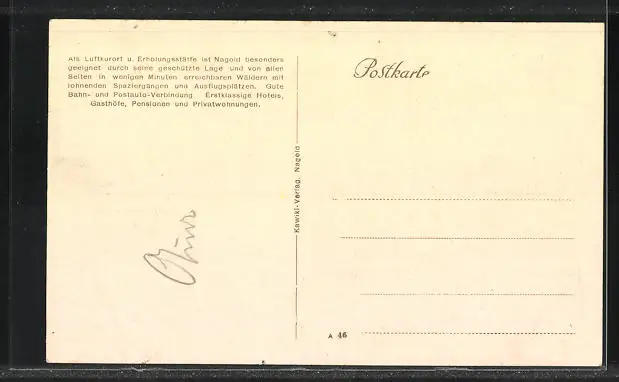 Als Luftkurort u. Erholungsstätte ist Nagold besonders
geeignet durch seine geschützte Lage und von allen
Seiten in wenigen Minuten erreichbaren Wäldern mit
lohnenden Spaziergängen und Ausflugsplätzen. Gute
Bahn- und Postauto-Verbindung. Erstklassige Hotels,
Gasthöfe, Pensionen und Privatwohnungen.
Kawiki-Verlag, Nagold
Postkarte
A 46